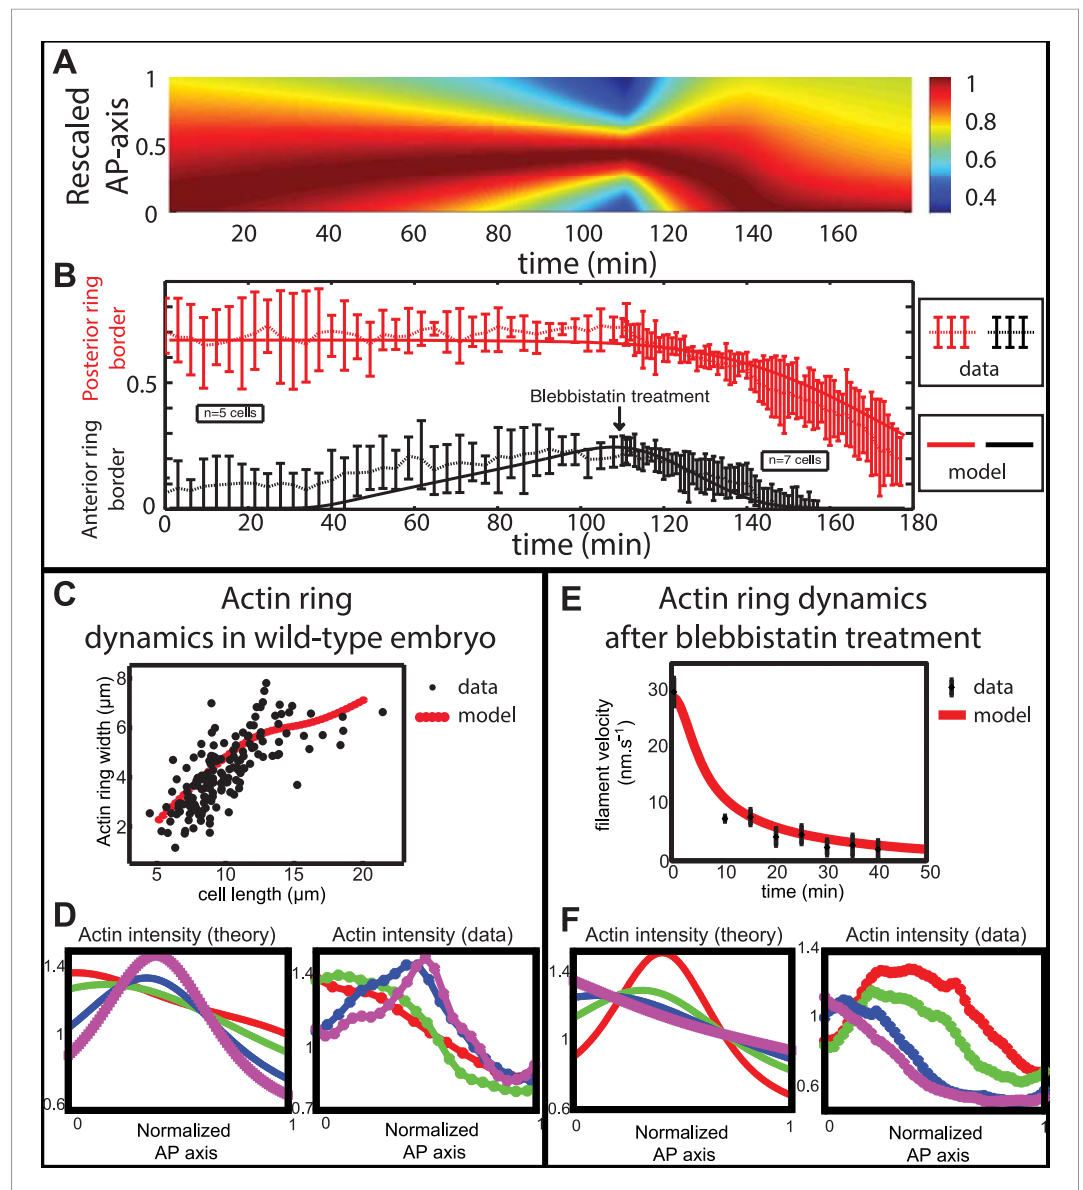 A
Rescaled
AP-axis
1
0.5
0
1
0.8
0.6
0.4
20 40 60 80 100 120 140 160
time (min)
B
Posterior ring
border
Anterior ring
border
0.5
0
n=5 cells
Blebbistatin treatment
n=7 cells
data
model
0 20 40 60 80 100 120 140 160 180
time (min)
C
Actin ring
dynamics in wild-type embryo
Actin ring width (µm)
8
6
4
2
data
model
5 10 15 20
cell length (µm)
E
Actin ring dynamics
after blebbistatin treatment
filament velocity
(nm.s⁻¹)
30
20
10
0
data
model
0 10 20 30 40 50
time (min)
D
Actin intensity (theory)
1.4
1
0.6
0 1
Normalized
AP axis
Actin intensity (data)
1.4
1
0.7
0 1
Normalized
AP axis
F
Actin intensity (theory)
1.4
1
0.6
0 1
Normalized
AP axis
Actin intensity (data)
1.4
1
0.6
0 1
Normalized
AP axis